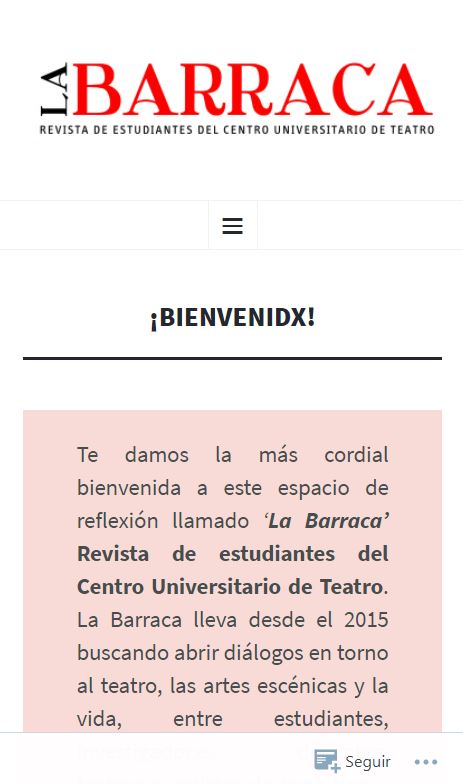 LA BARRACA
REVISTA DE ESTUDIANTES DEL CENTRO UNIVERSITARIO DE TEATRO
¡BIENVENIDX!
Te damos la más cordial
bienvenida a este espacio de
reflexión llamado ‘La Barraca’
Revista de estudiantes del
Centro Universitario de Teatro.
La Barraca lleva desde el 2015
buscando abrir diálogos en torno
al teatro, las artes escénicas y la
vida, entre estudiantes,
Seguir